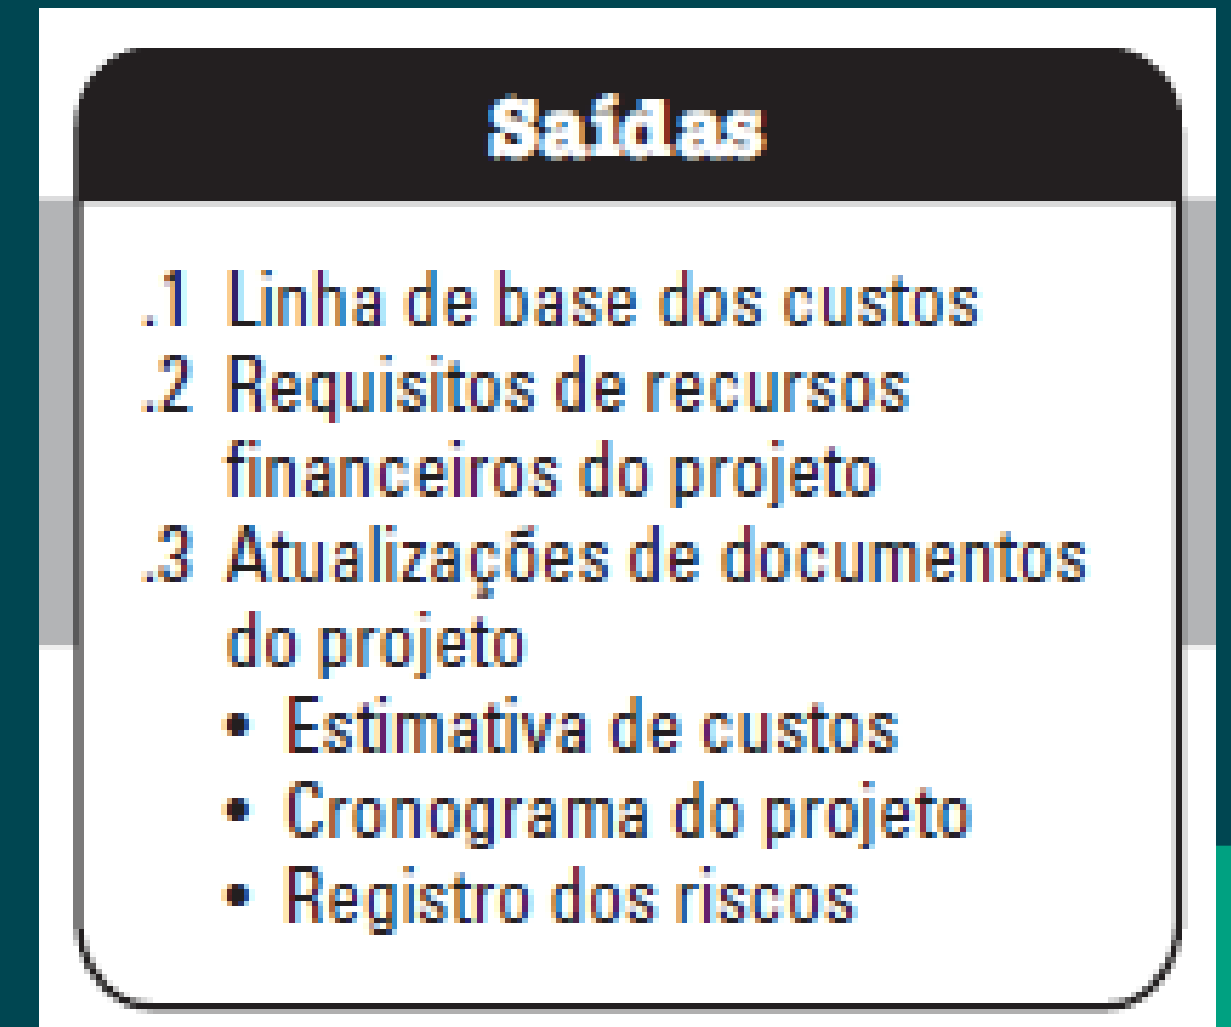 Saídas
.1 Linha de base dos custos
.2 Requisitos de recursos
financeiros do projeto
.3 Atualizações de documentos
do projeto
• Estimativa de custos
• Cronograma do projeto
• Registro dos riscos